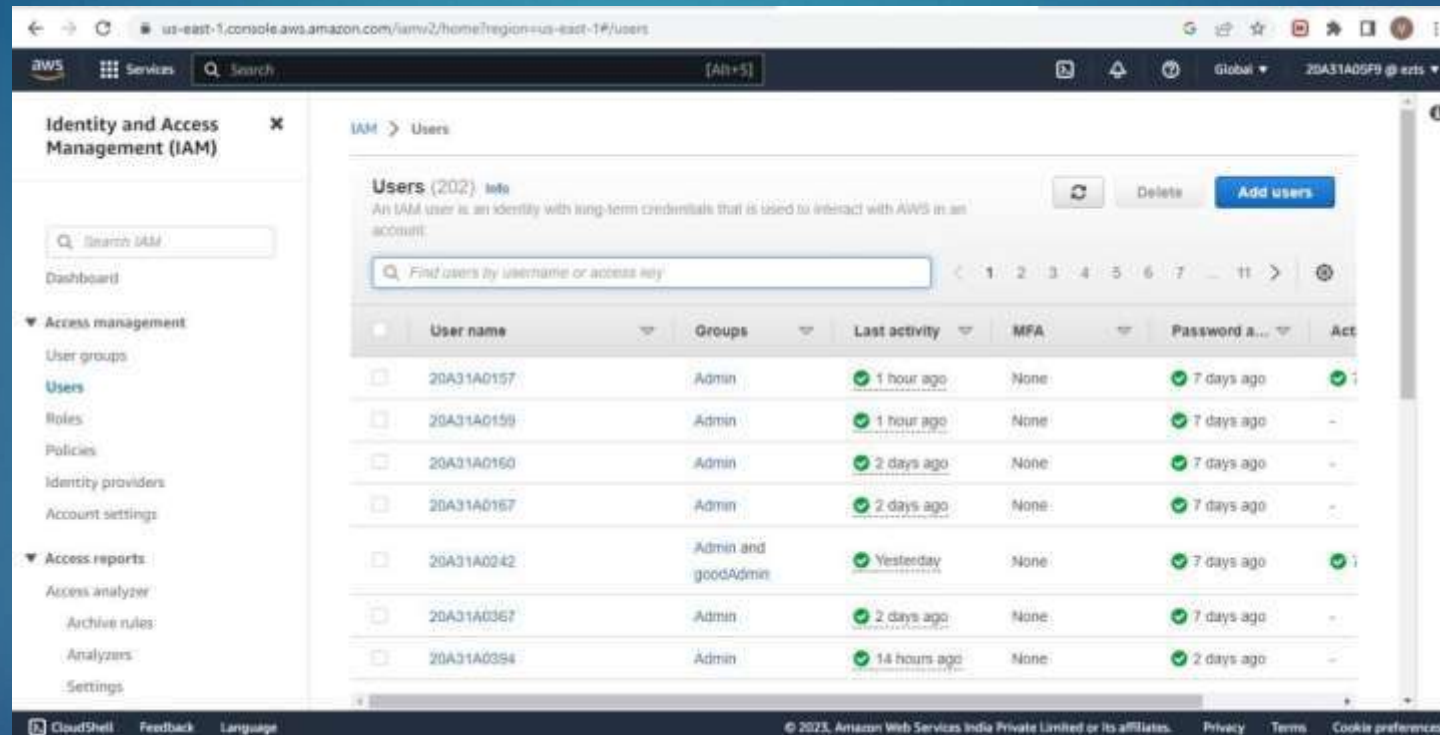 us-east-1.console.aws.amazon.com/iamv2/home?region=us-east-1#/users
aws Services Search [Alt+S] Global 20A31A05F9 @ ezts
Identity and Access Management (IAM)
Search IAM
Dashboard
Access management
User groups
Users
Roles
Policies
Identity providers
Account settings
Access reports
Access analyzer
Archive rules
Analyzers
Settings
IAM > Users
Users (202) Info
An IAM user is an identity with long-term credentials that is used to interact with AWS in an
account.
Delete Add users
Find users by username or access key
< 1 2 3 4 5 6 7 ... 11 >
User name Groups Last activity MFA Password a... Act
20A31A0157 Admin 1 hour ago None 7 days ago
20A31A0159 Admin 1 hour ago None 7 days ago -
20A31A0160 Admin 2 days ago None 7 days ago -
20A31A0167 Admin 2 days ago None 7 days ago -
20A31A0242 Admin and goodAdmin Yesterday None 7 days ago
20A31A0367 Admin 2 days ago None 7 days ago -
20A31A0394 Admin 14 hours ago None 2 days ago -
CloudShell Feedback Language © 2023, Amazon Web Services India Private Limited or its affiliates. Privacy Terms Cookie preferences